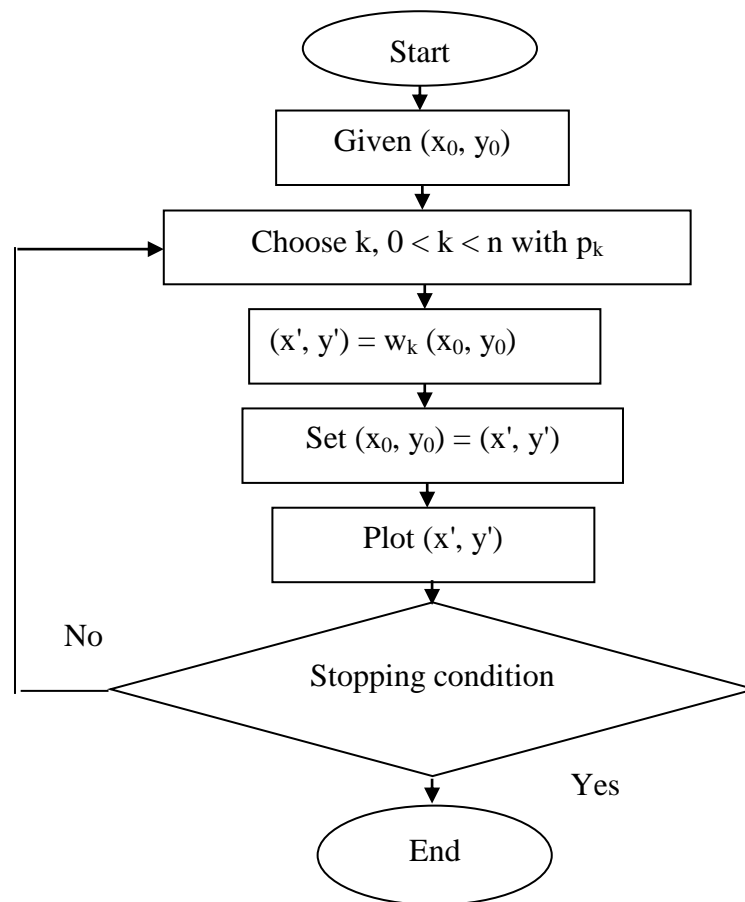 Start
Given (x₀, y₀)
Choose k, 0 < k < n with pₖ
(x', y') = wₖ (x₀, y₀)
Set (x₀, y₀) = (x', y')
Plot (x', y')
No
Stopping condition
Yes
End